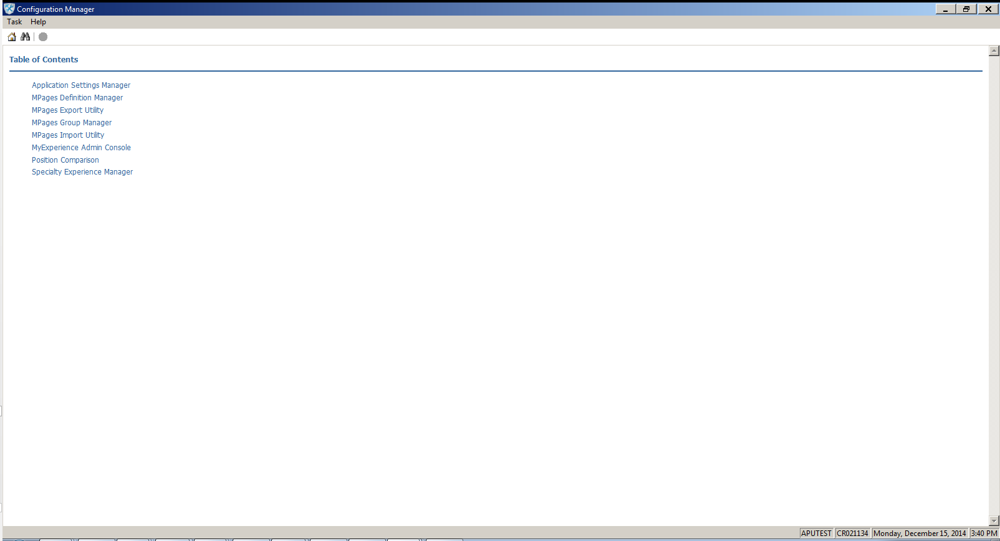 Configuration Manager
Task Help
Table of Contents
Application Settings Manager
MPages Definition Manager
MPages Export Utility
MPages Group Manager
MPages Import Utility
MyExperience Admin Console
Position Comparison
Specialty Experience Manager
APUTEST CR021134 Monday, December 15, 2014 3:40 PM